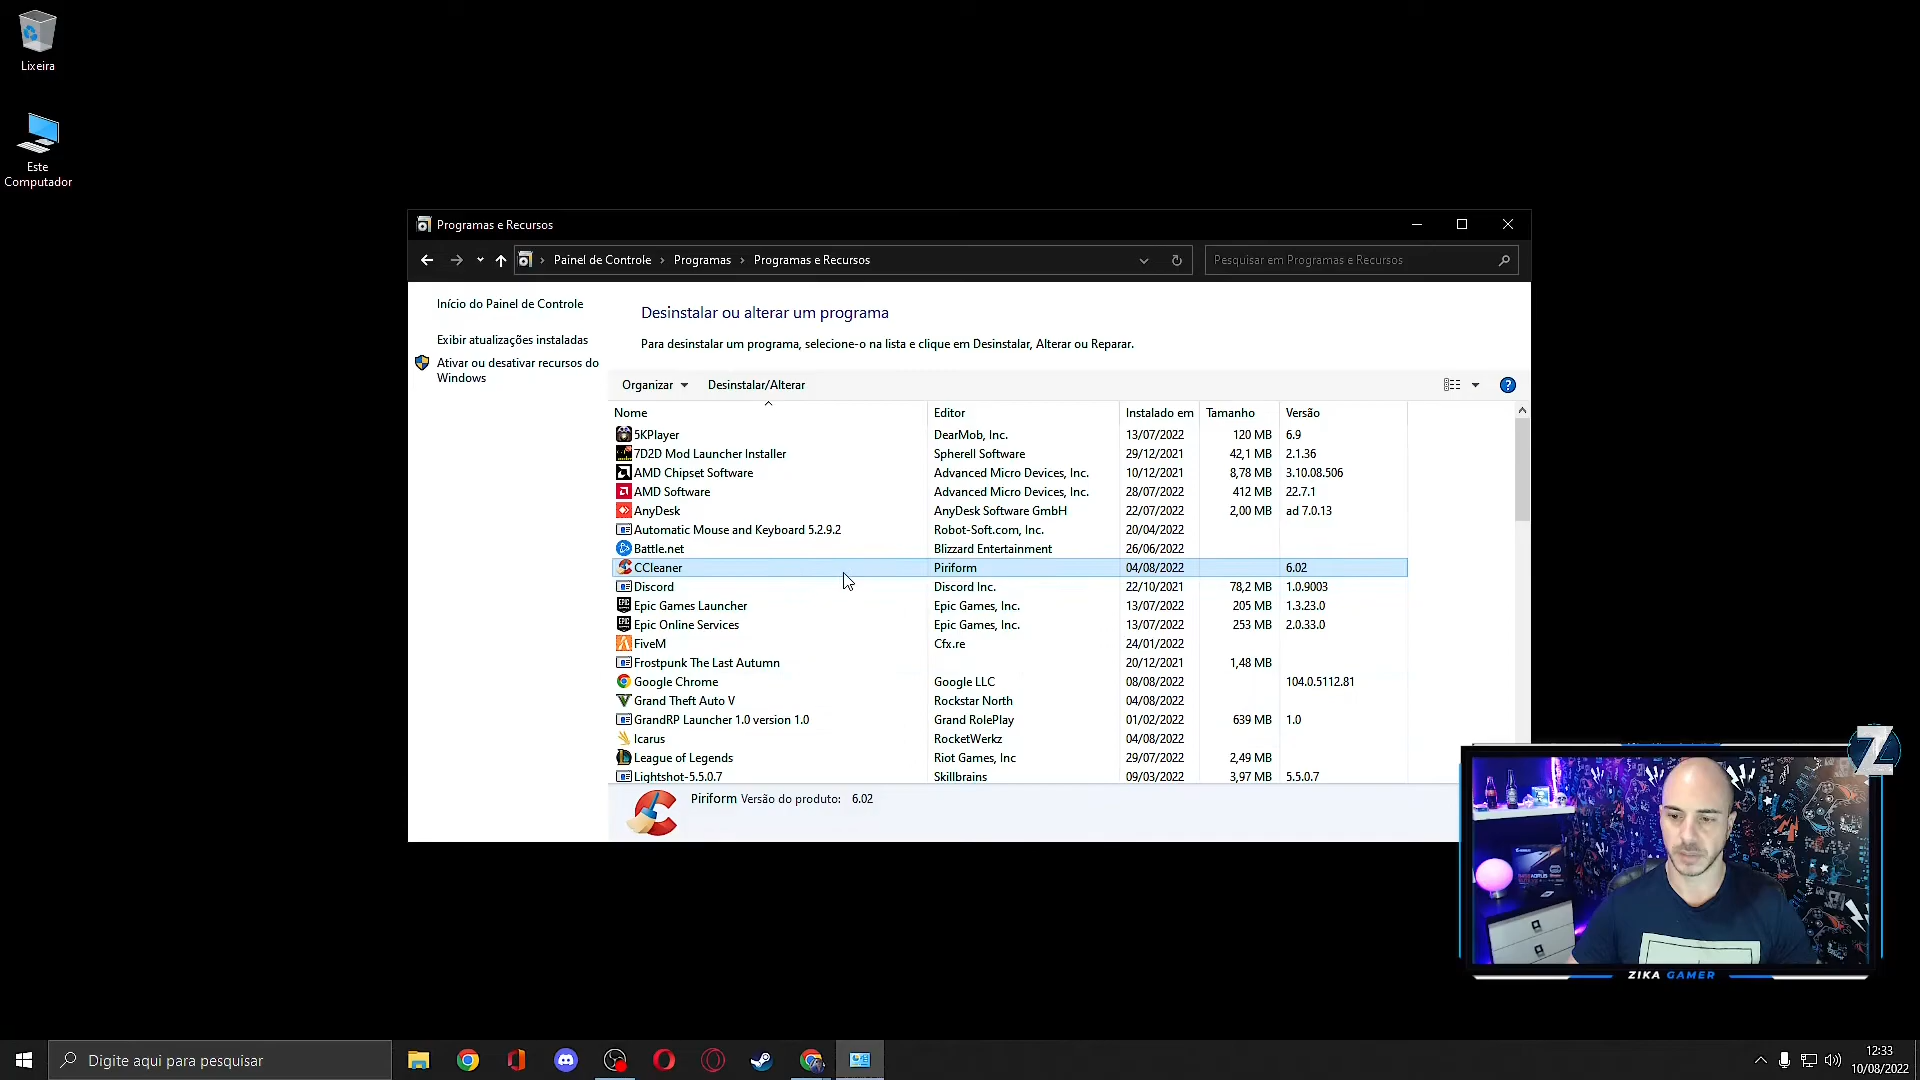 Lixeira
Este
Computador
Programas e Recursos
Painel de Controle
Programas
Programas e Recursos
Pesquisar em Programas e Recursos
Início do Painel de Controle
Exibir atualizações instaladas
Ativar ou desativar recursos do
Windows
Desinstalar ou alterar um programa
Para desinstalar um programa, selecione-o na lista e clique em Desinstalar, Alterar ou Reparar.
Organizar Desinstalar/Alterar
Nome Editor Instalado em Tamanho Versão
5KPlayer DearMob, Inc. 13/07/2022 120 MB 6.9
7D2D Mod Launcher Installer Spherell Software 29/12/2021 42,1 MB 2.1.36
AMD Chipset Software Advanced Micro Devices, Inc. 10/12/2021 8,78 MB 3.10.08.506
AMD Software Advanced Micro Devices, Inc. 28/07/2022 412 MB 22.7.1
AnyDesk AnyDesk Software GmbH 22/07/2022 2,00 MB ad 7.0.13
Automatic Mouse and Keyboard 5.2.9.2 Robot-Soft.com, Inc. 20/04/2022
Battle.net Blizzard Entertainment 26/06/2022
CCleaner Piriform 04/08/2022 6.02
Discord Discord Inc. 22/10/2021 78,2 MB 1.0.9003
Epic Games Launcher Epic Games, Inc. 13/07/2022 205 MB 1.3.23.0
Epic Online Services Epic Games, Inc. 13/07/2022 253 MB 2.0.33.0
FiveM Cfx.re 24/01/2022
Frostpunk The Last Autumn 20/12/2021 1,48 MB
Google Chrome Google LLC 08/08/2022 104.0.5112.81
Grand Theft Auto V Rockstar North 04/08/2022
GrandRP Launcher 1.0 version 1.0 Grand RolePlay 01/02/2022 639 MB 1.0
Icarus RocketWerkz 04/08/2022
League of Legends Riot Games, Inc 29/07/2022 2,49 MB
Lightshot-5.5.0.7 Skillbrains 09/03/2022 3,97 MB 5.5.0.7
Piriform Versão do produto: 6.02
Z
ZIKA GAMER
Digite aqui para pesquisar
12:33
10/08/2022